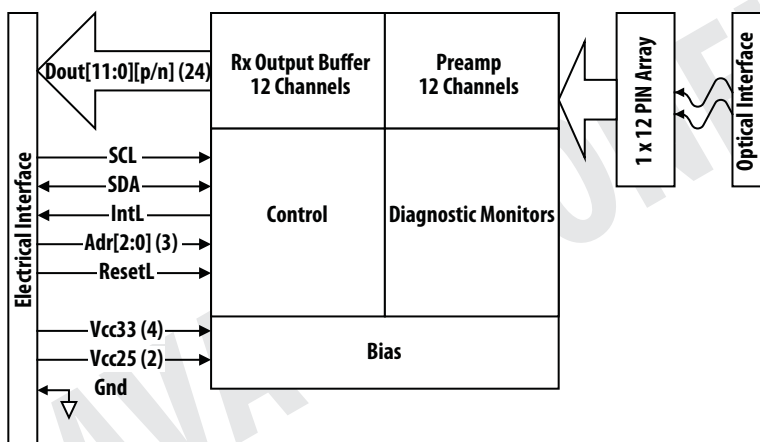 Electrical Interface
Dout[11:0][p/n] (24)
SCL
SDA
IntL
Adr[2:0] (3)
ResetL
Vcc33 (4)
Vcc25 (2)
Gnd
Rx Output Buffer
12 Channels
Preamp
12 Channels
Control
Diagnostic Monitors
Bias
1 x 12 PIN Array
Optical Interface